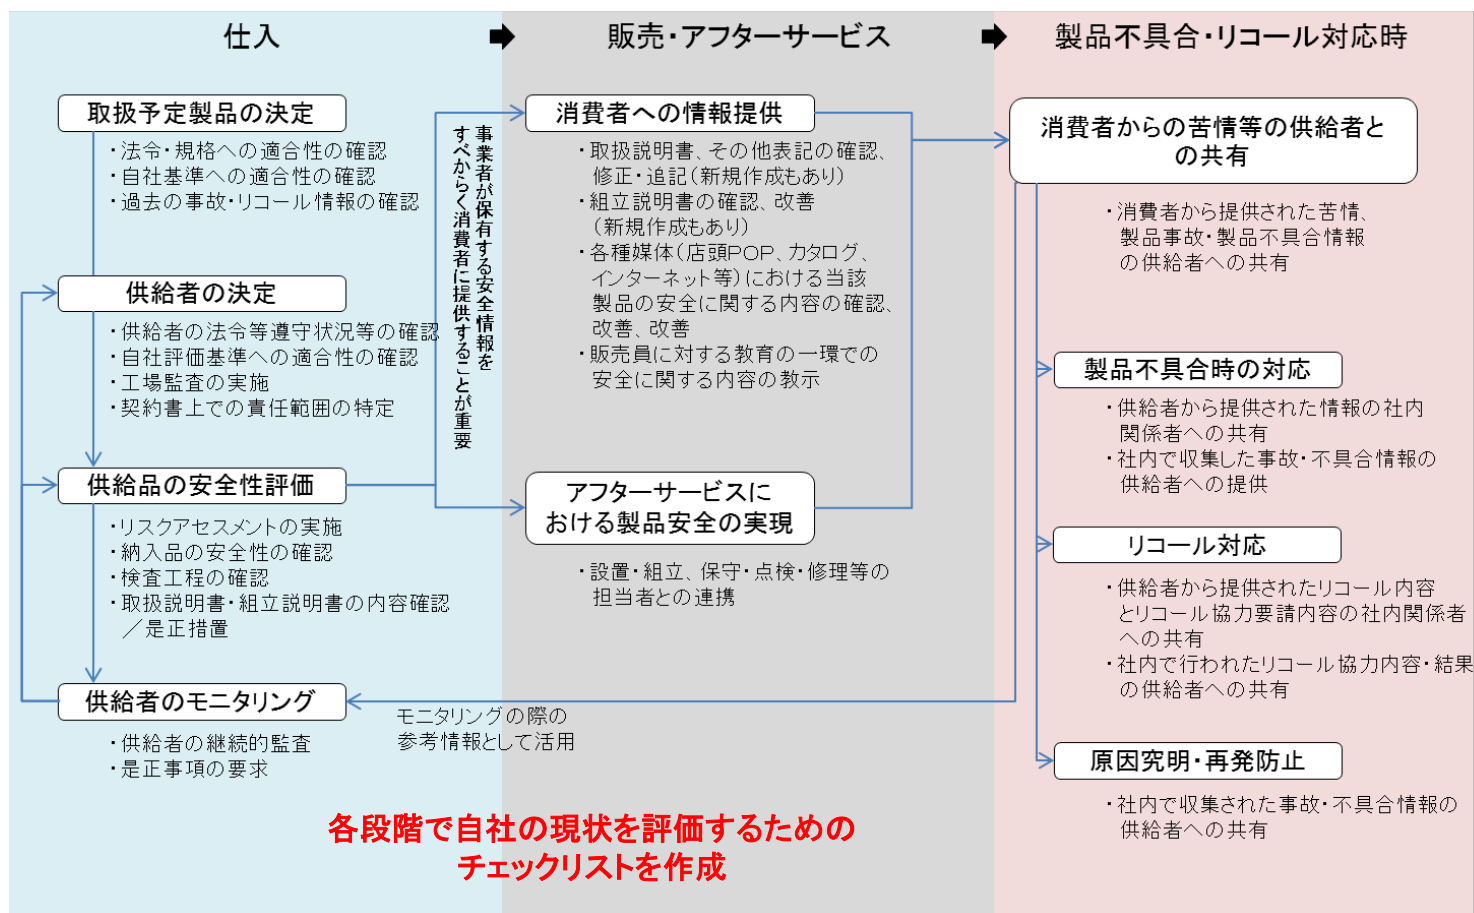 仕入
取扱予定製品の決定
・法令・規格への適合性の確認
・自社基準への適合性の確認
・過去の事故・リコール情報の確認
供給者の決定
・供給者の法令等遵守状況等の確認
・自社評価基準への適合性の確認
・工場監査の実施
・契約書上での責任範囲の特定
供給品の安全性評価
・リスクアセスメントの実施
・納入品の安全性の確認
・検査工程の確認
・取扱説明書・組立説明書の内容確認
／是正措置
供給者のモニタリング
・供給者の継続的監査
・是正事項の要求
事業者が保有する安全情報を
すべからく消費者に提供することが重要
販売・アフターサービス
消費者への情報提供
・取扱説明書、その他表記の確認、
修正・追記（新規作成もあり）
・組立説明書の確認、改善
（新規作成もあり）
・各種媒体（店頭POP、カタログ、
インターネット等）における当該
製品の安全に関する内容の確認、
改善、改善
・販売員に対する教育の一環での
安全に関する内容の教示
アフターサービスに
おける製品安全の実現
・設置・組立、保守・点検・修理等の
担当者との連携
モニタリングの際の
参考情報として活用
製品不具合・リコール対応時
消費者からの苦情等の供給者と
の共有
・消費者から提供された苦情、
製品事故・製品不具合情報
の供給者への共有
製品不具合時の対応
・供給者から提供された情報の社内
関係者への共有
・社内で収集した事故・不具合情報の
供給者への提供
リコール対応
・供給者から提供されたリコール内容
とリコール協力要請内容の社内関係者
への共有
・社内で行われたリコール協力内容・結果
の供給者への共有
原因究明・再発防止
・社内で収集された事故・不具合情報の
供給者への共有
各段階で自社の現状を評価するための
チェックリストを作成